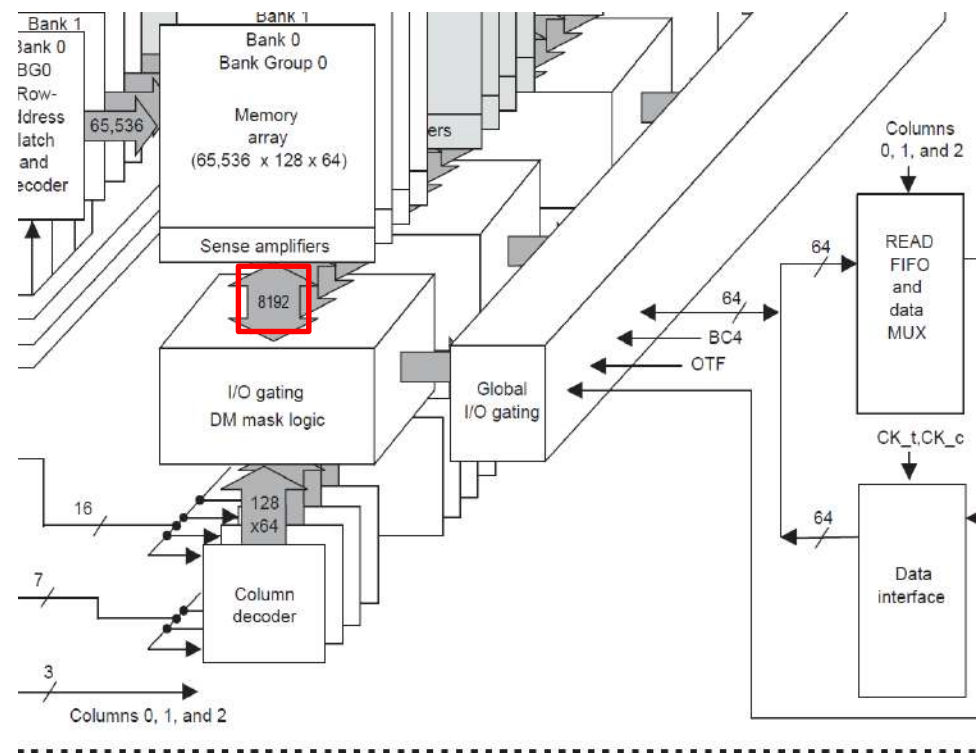 Bank 1
Bank 0
BG0
Row-
ddress
latch
and
ecoder
65,536
Bank 1
Bank 0
Bank Group 0
Memory
array
(65,536 x 128 x 64)
Sense amplifiers
ers
8192
I/O gating
DM mask logic
Global
I/O gating
64
BC4
OTF
Columns
0, 1, and 2
64
READ
FIFO
and
data
MUX
CK_t,CK_c
64
Data
interface
128
x64
Column
decoder
16
7
3
Columns 0, 1, and 2